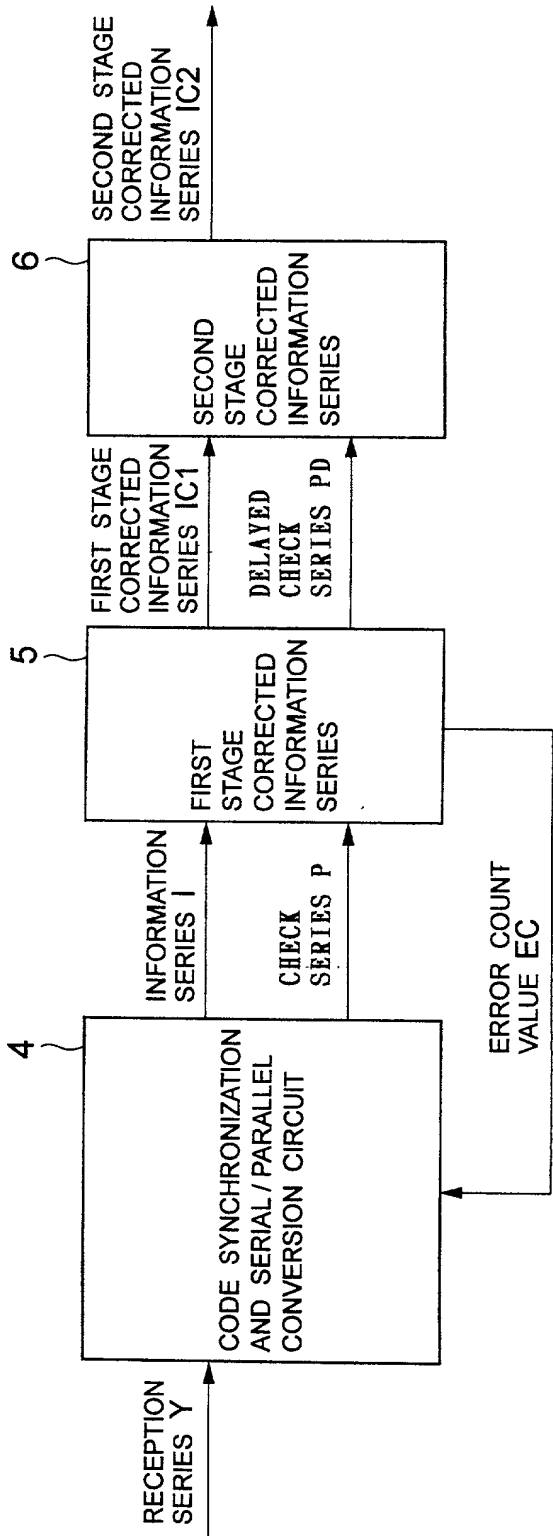 RECEPTION
SERIES Y
4
CODE SYNCHRONIZATION
AND SERIAL/PARALLEL
CONVERSION CIRCUIT
INFORMATION
SERIES I
CHECK
SERIES P
5
FIRST
STAGE
CORRECTED
INFORMATION
SERIES
ERROR COUNT
VALUE EC
FIRST STAGE
CORRECTED
INFORMATION
SERIES IC1
DELAYED
CHECK
SERIES PD
6
SECOND
STAGE
CORRECTED
INFORMATION
SERIES
SECOND STAGE
CORRECTED
INFORMATION
SERIES IC2